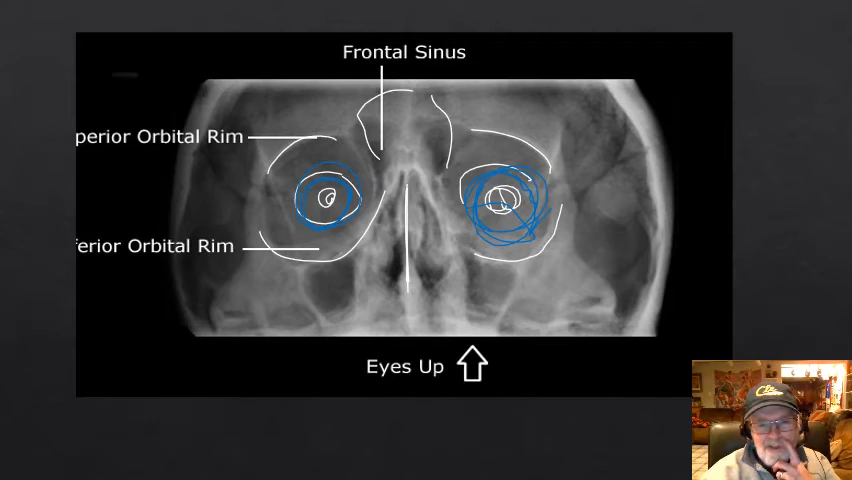 Frontal Sinus
perior Orbital Rim
ferior Orbital Rim
Eyes Up